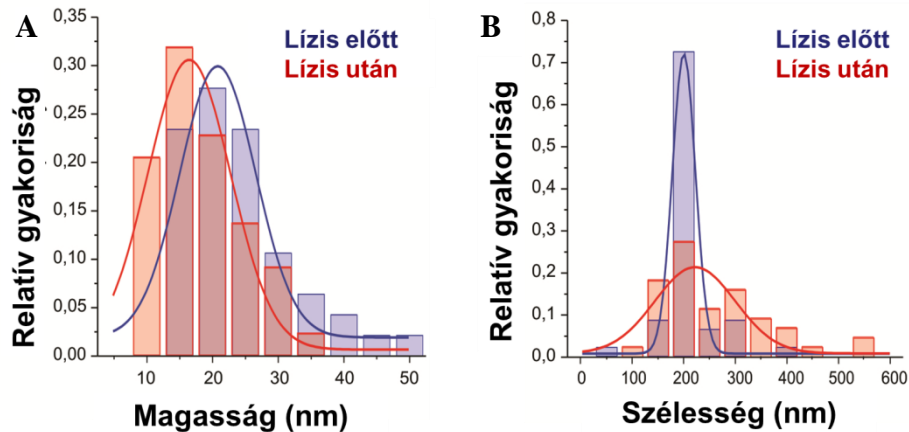 A
Relatív gyakoriság
0,35
0,30
0,25
0,20
0,15
0,10
0,05
0,00
Lízis előtt
Lízis után
10 20 30 40 50
Magasság (nm)
B
Relatív gyakoriság
0,8
0,7
0,6
0,5
0,4
0,3
0,2
0,1
0,0
Lízis előtt
Lízis után
0 100 200 300 400 500 600
Szélesség (nm)